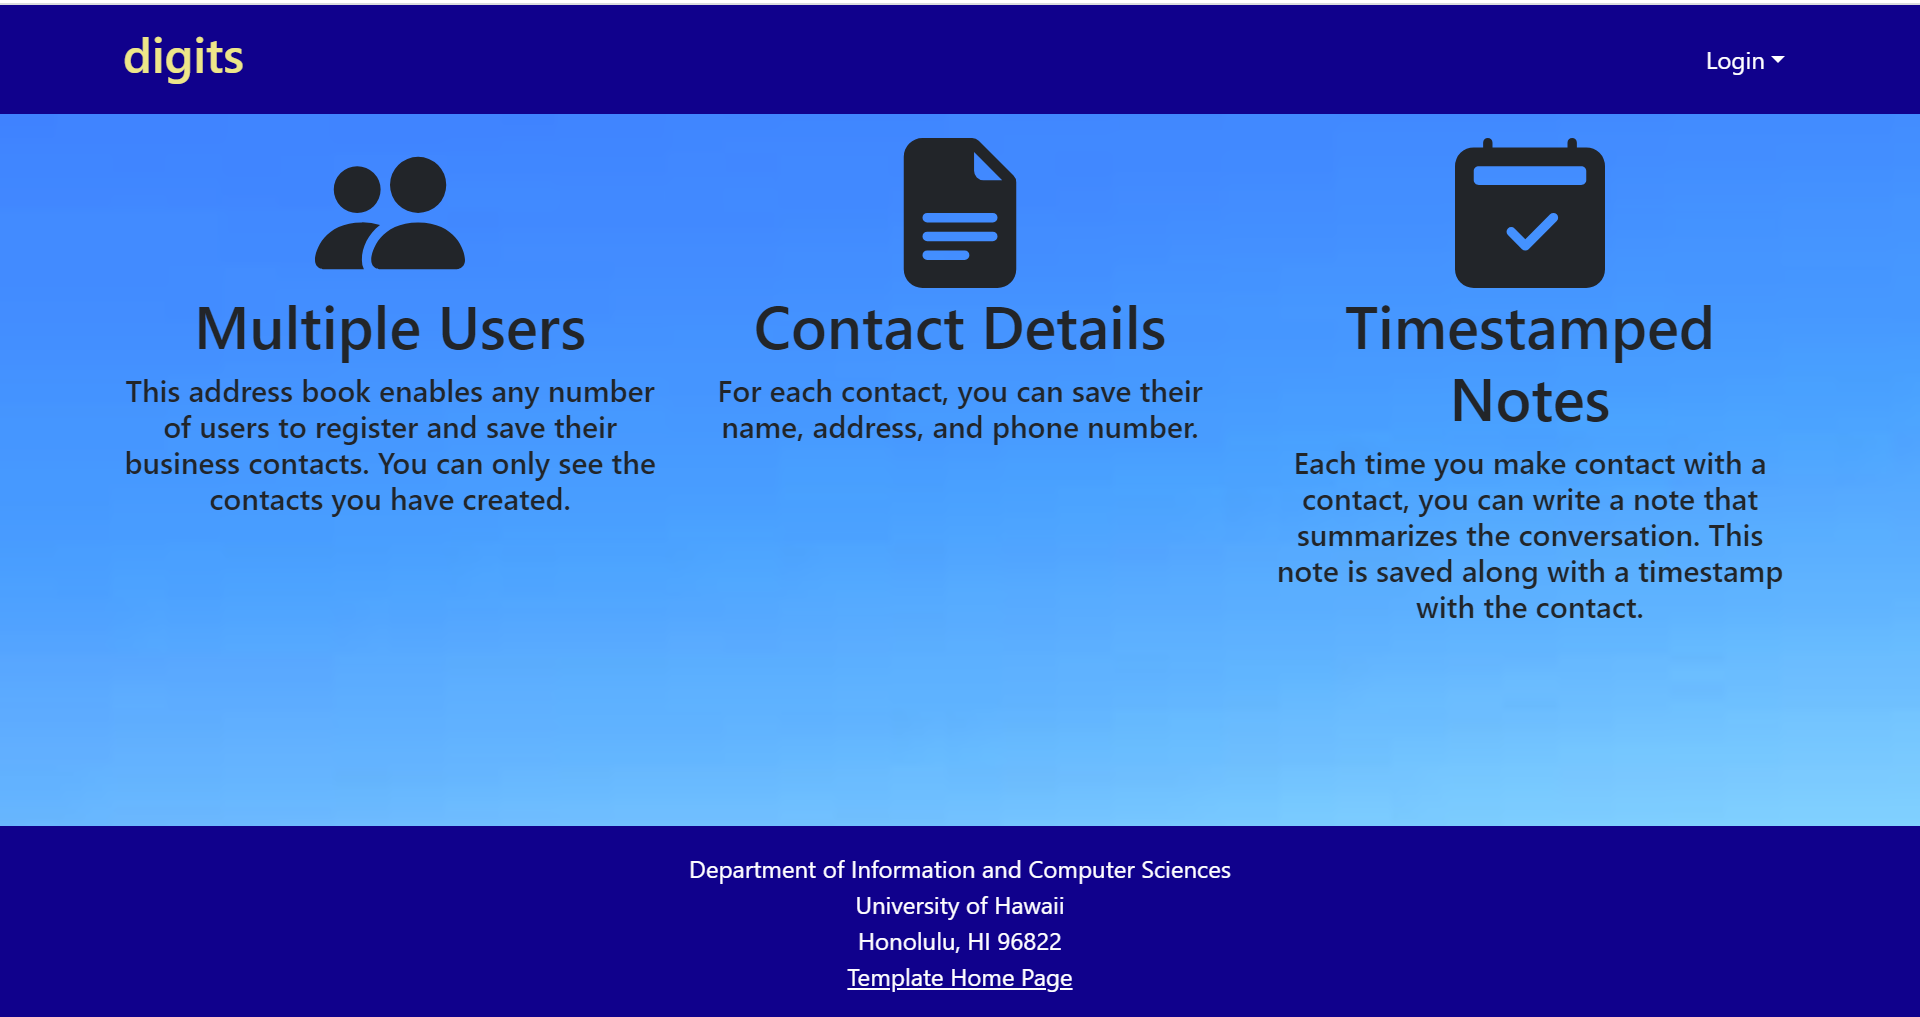 digits
Login
Multiple Users
This address book enables any number
of users to register and save their
business contacts. You can only see the
contacts you have created.
Contact Details
For each contact, you can save their
name, address, and phone number.
Timestamped
Notes
Each time you make contact with a
contact, you can write a note that
summarizes the conversation. This
note is saved along with a timestamp
with the contact.
Department of Information and Computer Sciences
University of Hawaii
Honolulu, HI 96822
Template Home Page